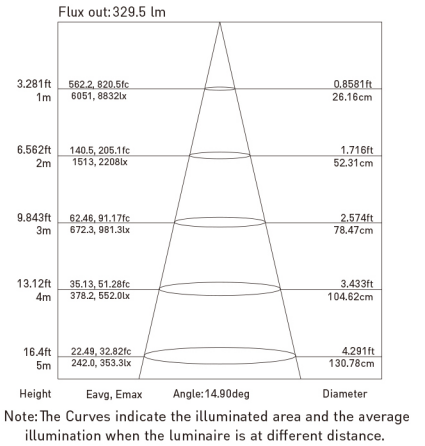 Flux out:329.5 lm
3.281ft 562.2, 820.5fc 0.8581ft
1m 6051, 8832lx 26.16cm
6.562ft 140.5, 205.1fc 1.716ft
2m 1513, 2208lx 52.31cm
9.843ft 62.46, 91.17fc 2.574ft
3m 672.3, 981.3lx 78.47cm
13.12ft 35.13, 51.28fc 3.433ft
4m 378.2, 552.0lx 104.62cm
16.4ft 22.49, 32.82fc 4.291ft
5m 242.0, 353.3lx 130.78cm
Height Eavg, Emax Angle:14.90deg Diameter
Note:The Curves indicate the illuminated area and the average
illumination when the luminaire is at different distance.